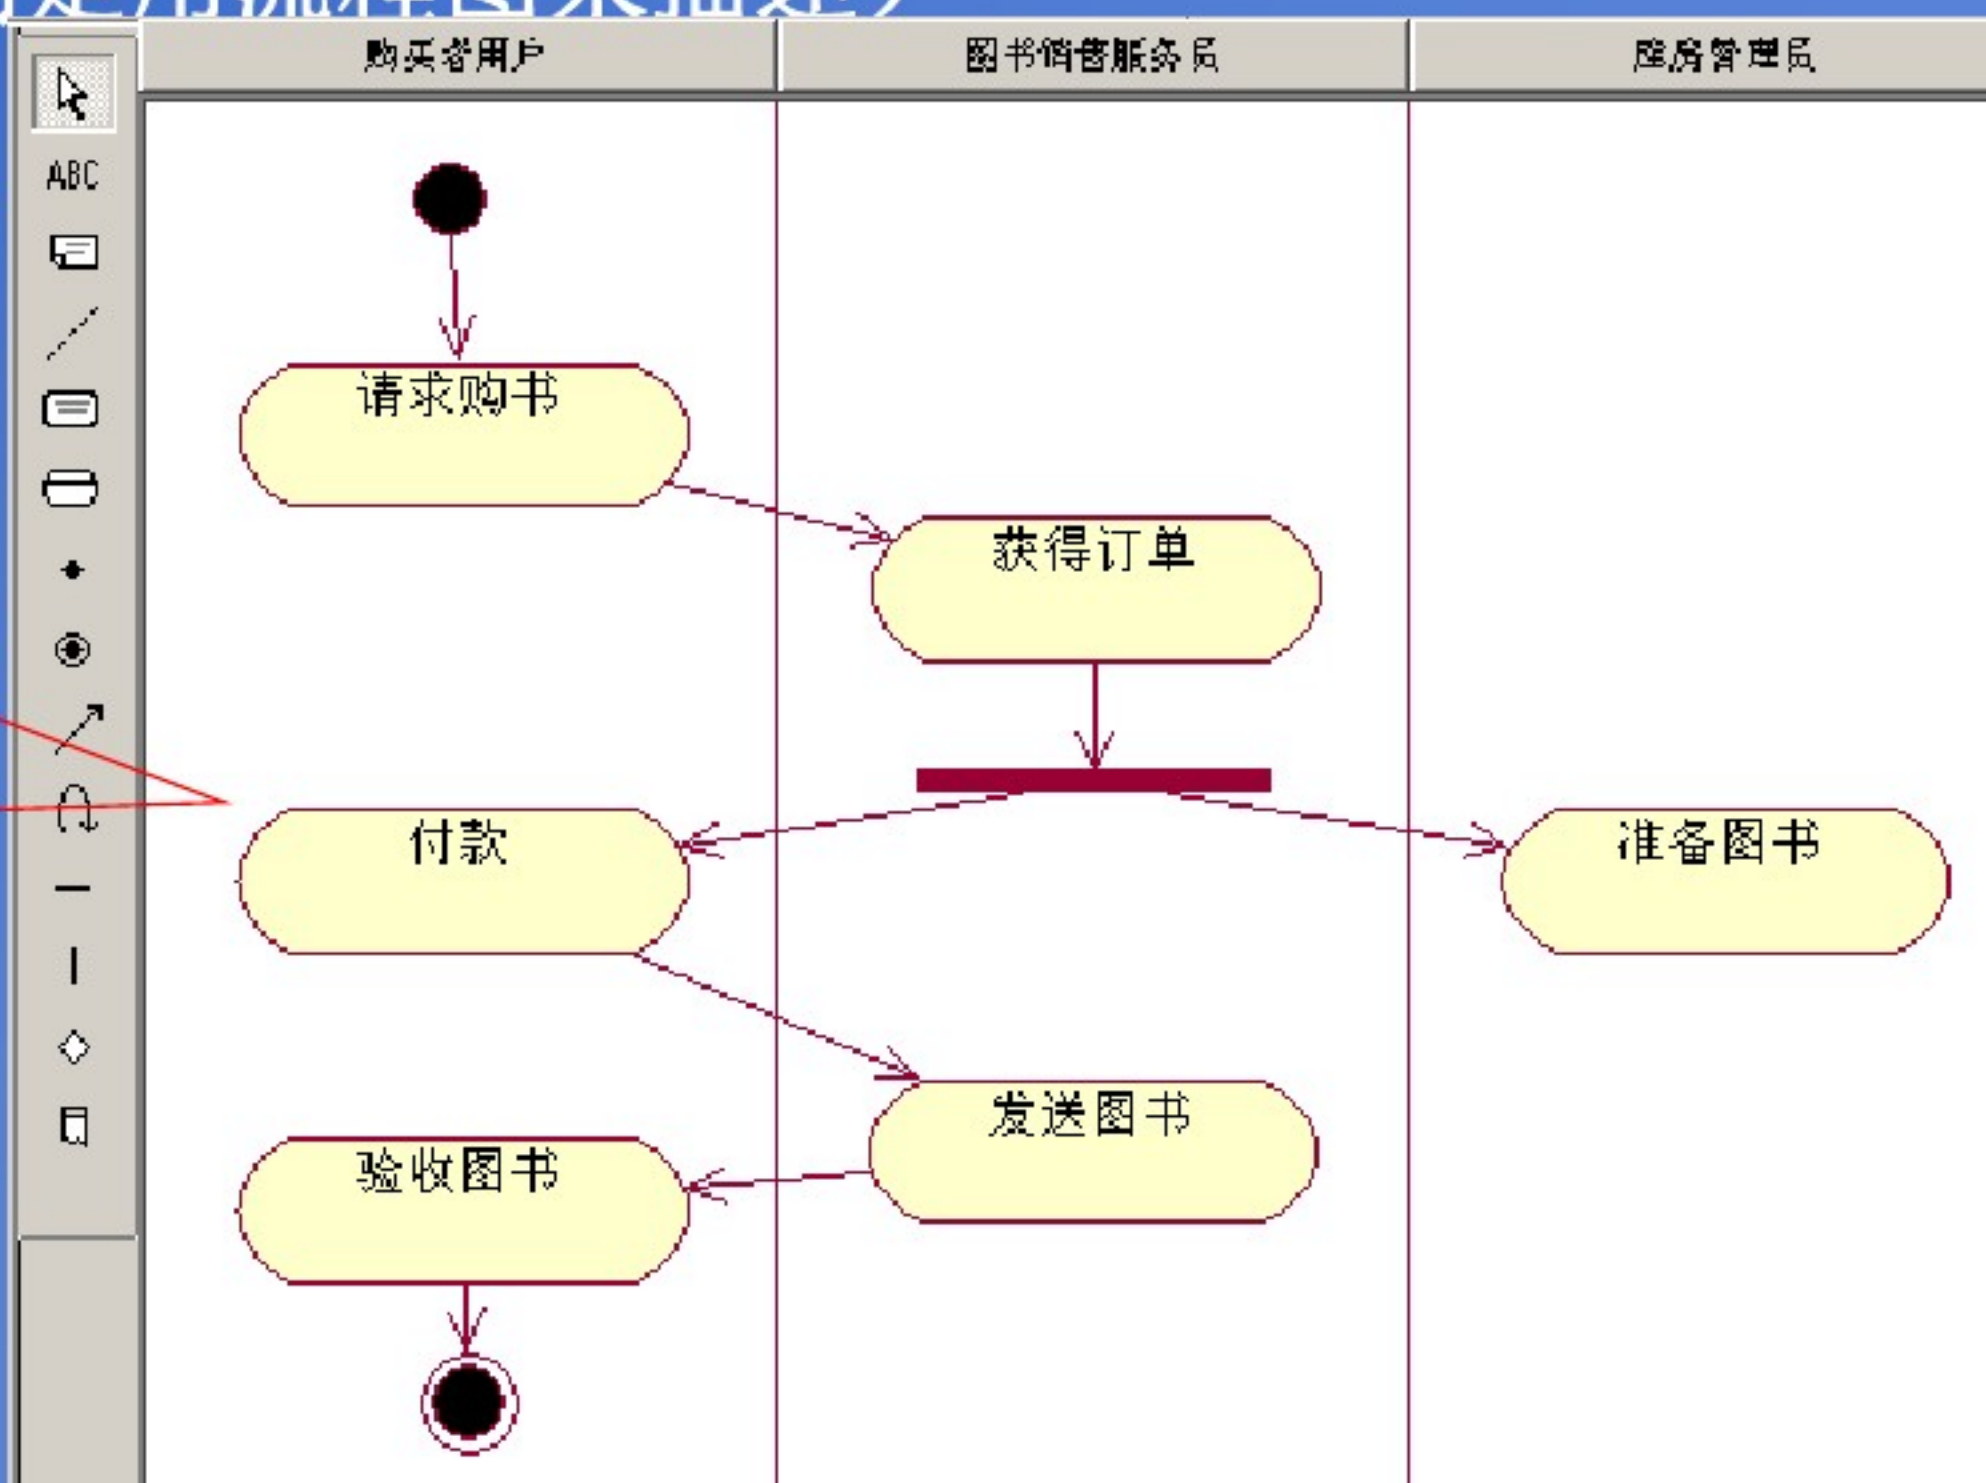 购买者用户
图书销售服务员
库房管理员
ABC
请求购书
获得订单
付款
准备图书
发送图书
验收图书